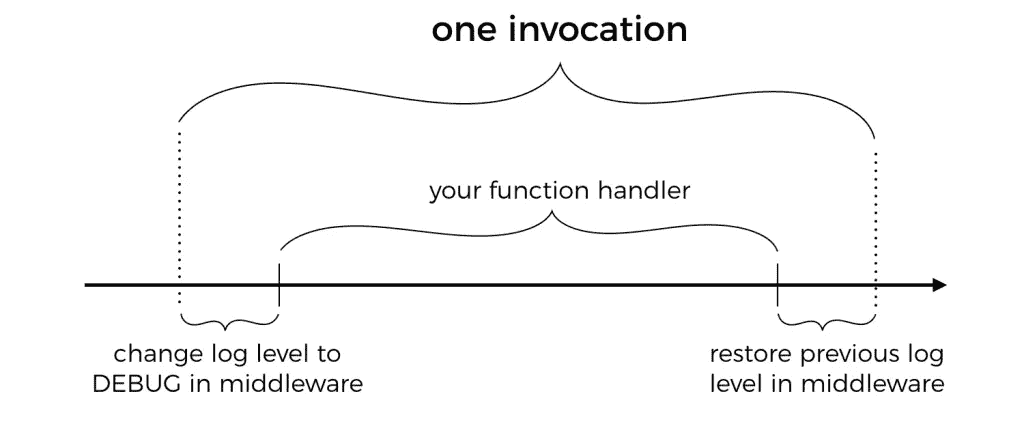 one invocation
your function handler
change log level to
DEBUG in middleware
restore previous log
level in middleware